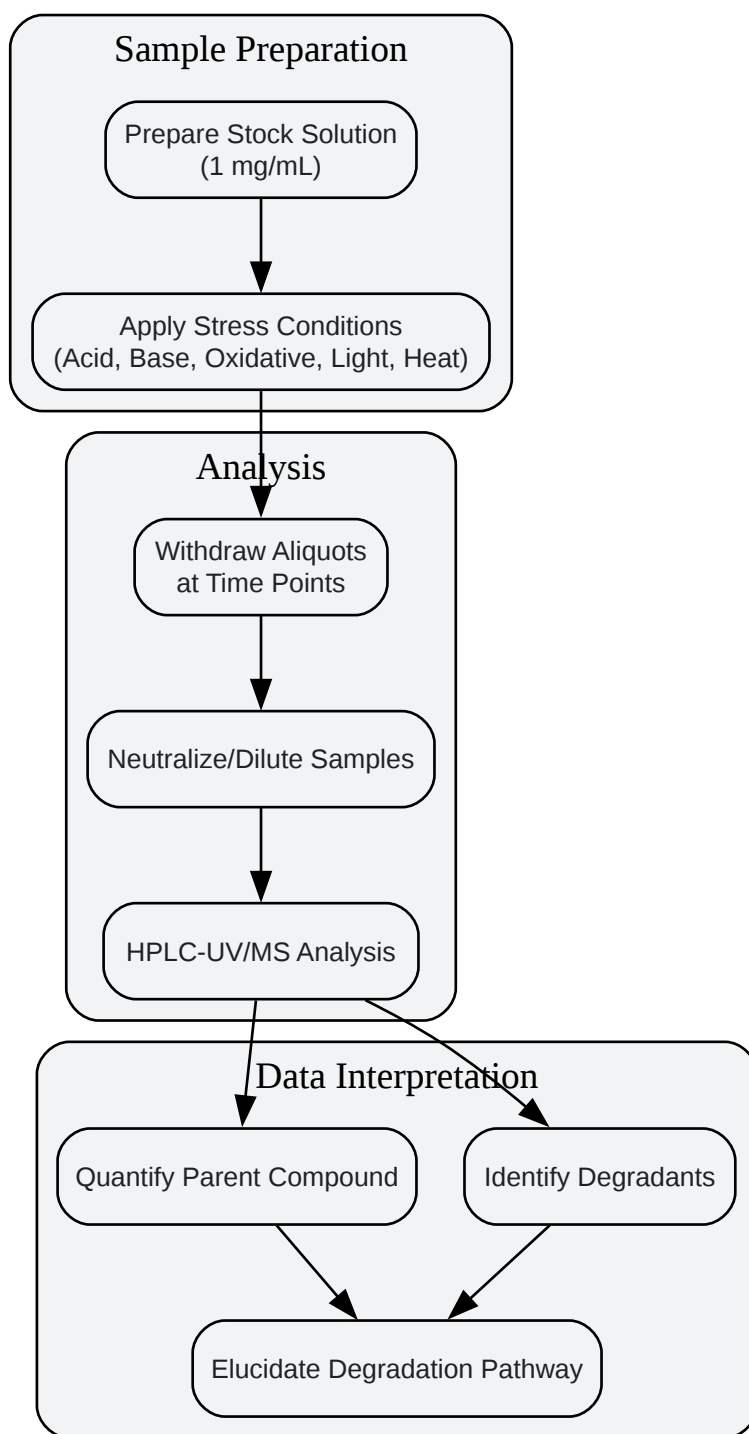 Sample Preparation
Prepare Stock Solution
(1 mg/mL)
Apply Stress Conditions
(Acid, Base, Oxidative, Light, Heat)
Analysis
Withdraw Aliquots
at Time Points
Neutralize/Dilute Samples
HPLC-UV/MS Analysis
Data Interpretation
Quantify Parent Compound
Identify Degradants
Elucidate Degradation Pathway